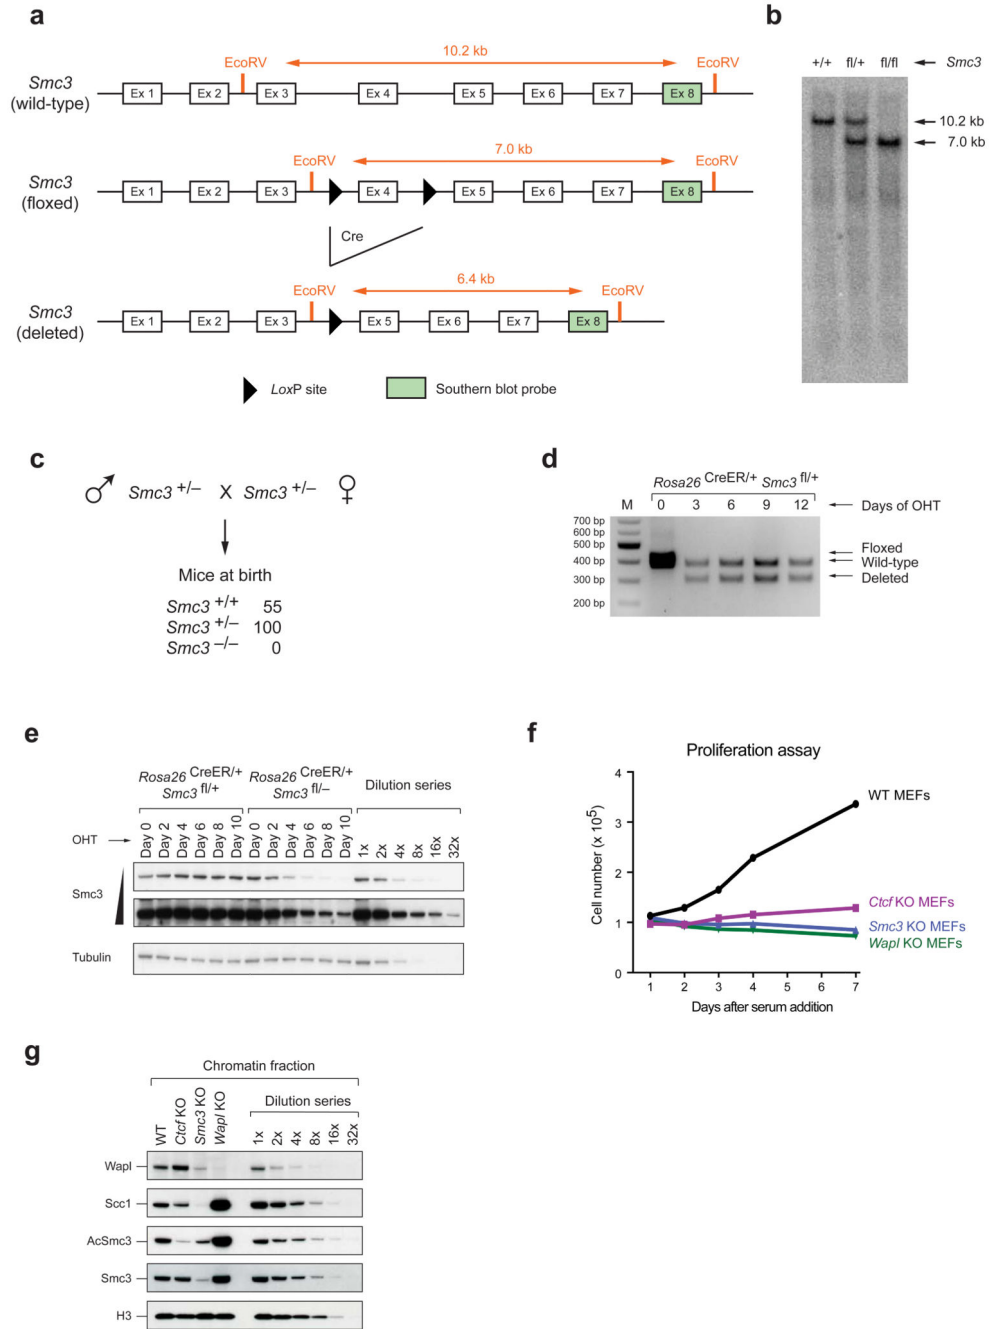 a
10.2 kb
EcoRV EcoRV
Smc3
(wild-type)
Ex 1 Ex 2 Ex 3 Ex 4 Ex 5 Ex 6 Ex 7 Ex 8
7.0 kb
EcoRV EcoRV
Smc3
(floxed)
Ex 1 Ex 2 Ex 3 Ex 4 Ex 5 Ex 6 Ex 7 Ex 8
Cre
6.4 kb
EcoRV EcoRV
Smc3
(deleted)
Ex 1 Ex 2 Ex 3 Ex 5 Ex 6 Ex 7 Ex 8
LoxP site Southern blot probe
b
+/+ fl/+ fl/fl Smc3
10.2 kb
7.0 kb
c
♂ Smc3 +/– X Smc3 +/– ♀
Mice at birth
Smc3 +/+ 55
Smc3 +/– 100
Smc3 –/– 0
d
Rosa26 CreER/+ Smc3 fl/+
M 0 3 6 9 12 Days of OHT
700 bp
600 bp
500 bp
400 bp
300 bp
200 bp
Floxed
Wild-type
Deleted
e
Rosa26 CreER/+ Rosa26 CreER/+ Dilution series
Smc3 fl/+ Smc3 fl/–
OHT Day 0 Day 2 Day 4 Day 6 Day 8 Day 10 Day 0 Day 2 Day 4 Day 6 Day 8 Day 10 1x 2x 4x 8x 16x 32x
Smc3
Tubulin
f
Proliferation assay
Cell number (x 10⁵)
4
3
2
1
0
WT MEFs
Ctcf KO MEFs
Smc3 KO MEFs
Wapl KO MEFs
1 2 3 4 5 6 7
Days after serum addition
g
Chromatin fraction
Dilution series
WT Ctcf KO Smc3 KO Wapl KO 1x 2x 4x 8x 16x 32x
Wapl
Scc1
AcSmc3
Smc3
H3